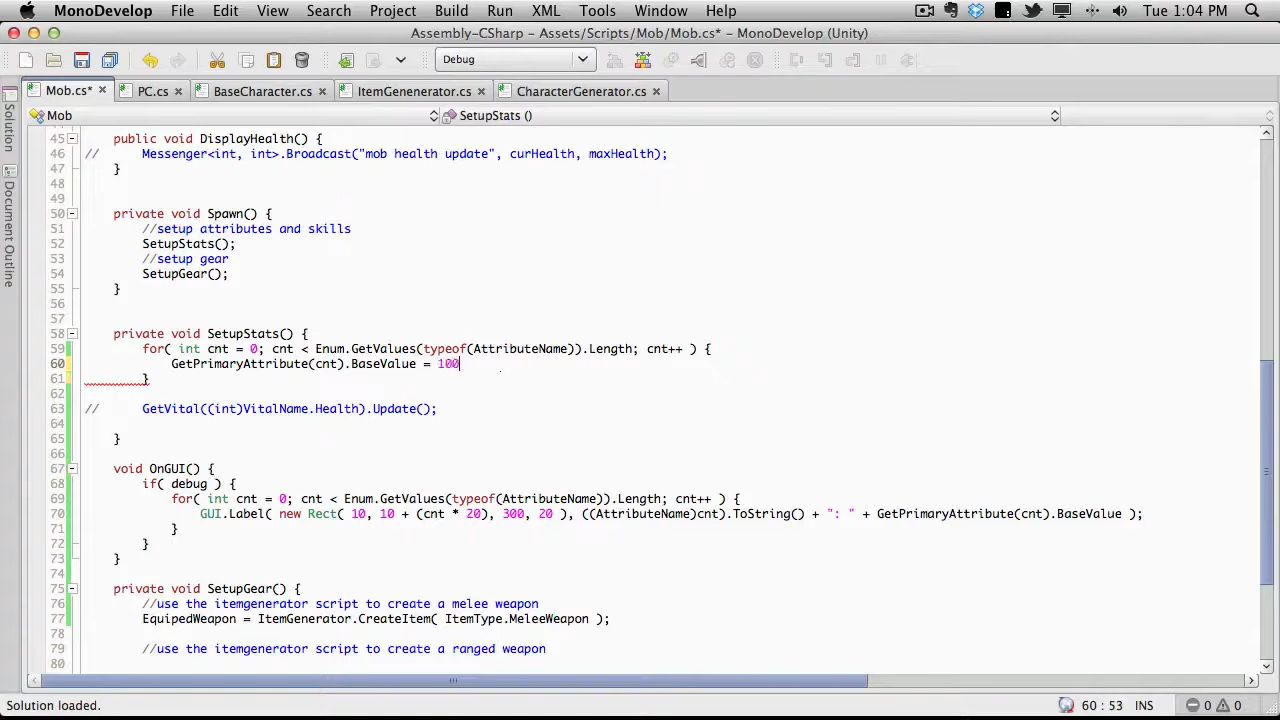 MonoDevelop File Edit View Search Project Build Run XML Tools Window Help Tue 1:04 PM
Assembly-CSharp – Assets/Scripts/Mob/Mob.cs* – MonoDevelop (Unity)
Debug
Mob.cs* PC.cs BaseCharacter.cs ItemGenenerator.cs CharacterGenerator.cs
Mob SetupStats ()
Solution
Document Outline
44
45 public void DisplayHealth() {
46 // Messenger<int, int>.Broadcast("mob health update", curHealth, maxHealth);
47 }
48
49
50 private void Spawn() {
51 //setup attributes and skills
52 SetupStats();
53 //setup gear
54 SetupGear();
55 }
56
57
58 private void SetupStats() {
59 for( int cnt = 0; cnt < Enum.GetValues(typeof(AttributeName)).Length; cnt++ ) {
60 GetPrimaryAttribute(cnt).BaseValue = 100
61 }
62
63 // GetVital((int)VitalName.Health).Update();
64
65 }
66
67 void OnGUI() {
68 if( debug ) {
69 for( int cnt = 0; cnt < Enum.GetValues(typeof(AttributeName)).Length; cnt++ ) {
70 GUI.Label( new Rect( 10, 10 + (cnt * 20), 300, 20 ), ((AttributeName)cnt).ToString() + ": " + GetPrimaryAttribute(cnt).BaseValue );
71 }
72 }
73 }
74
75 private void SetupGear() {
76 //use the itemgenerator script to create a melee weapon
77 EquipedWeapon = ItemGenerator.CreateItem( ItemType.MeleeWeapon );
78
79 //use the itemgenerator script to create a ranged weapon
80
Solution loaded. 60 : 53 INS 0 0